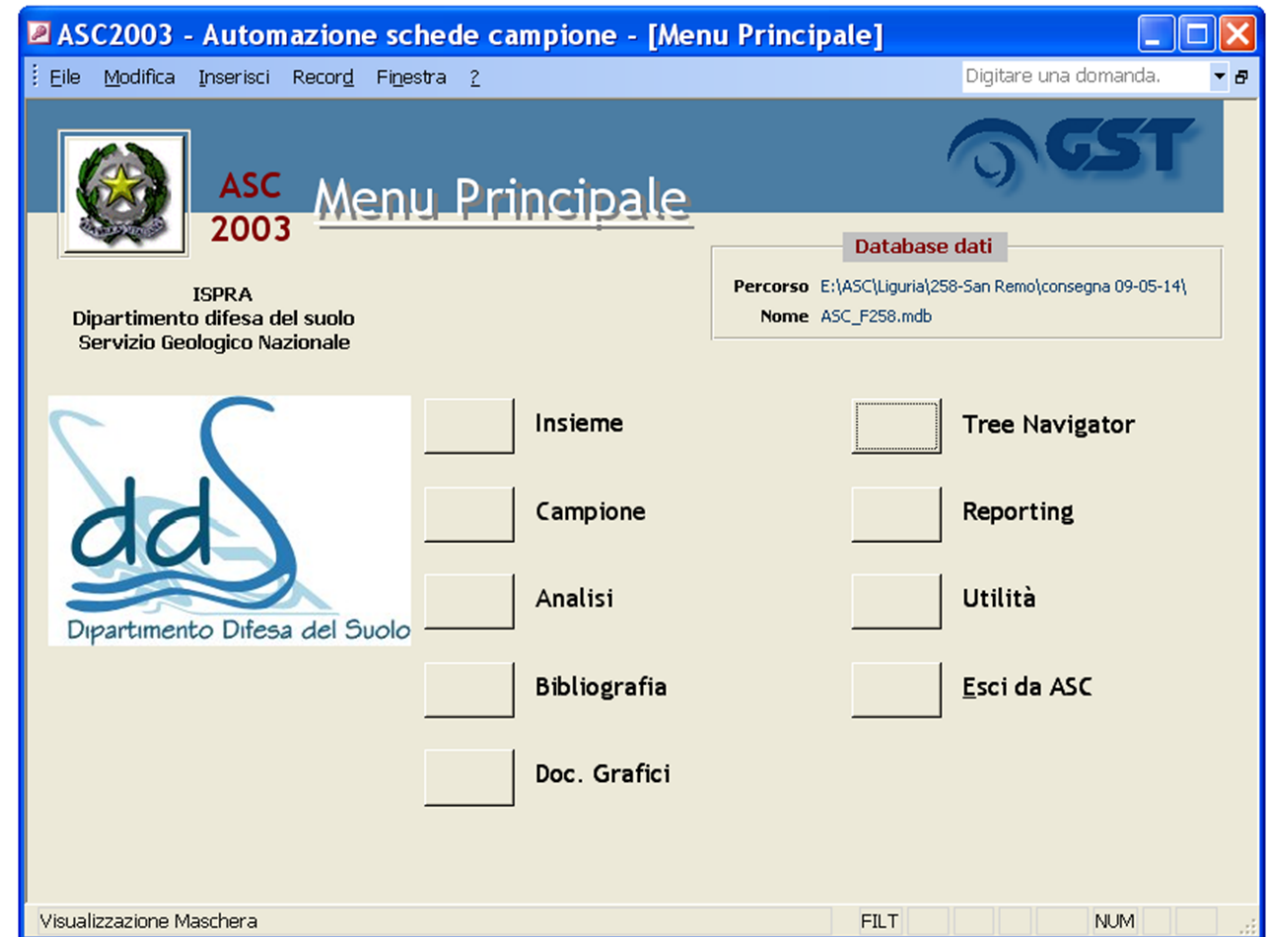 ASC2003 - Automazione schede campione - [Menu Principale]
File Modifica Inserisci Record Finestra ? Digitare una domanda.
GST
ASC
2003
Menu Principale
Database dati
Percorso E:\ASC\Liguria\258-San Remo\consegna 09-05-14\
Nome ASC_F258.mdb
ISPRA
Dipartimento difesa del suolo
Servizio Geologico Nazionale
ddS
Dipartimento Difesa del Suolo
Insieme
Campione
Analisi
Bibliografia
Doc. Grafici
Tree Navigator
Reporting
Utilità
Esci da ASC
Visualizzazione Maschera FILT NUM